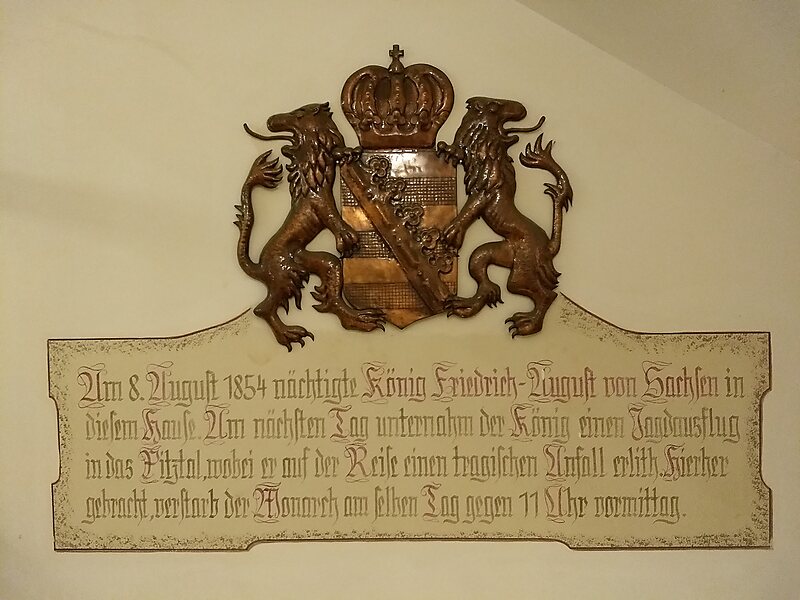 Am 8. August 1854 nächtigte König Friedrich-August von Sachsen in
diesem Hause. Am nächsten Tag unternahm der König einen Jagdausflug
in das Pitztal, wobei er auf der Reise einen tragischen Unfall erlitt. Hierher
gebracht, verstarb der Monarch am selben Tag gegen 11 Uhr vormittag.